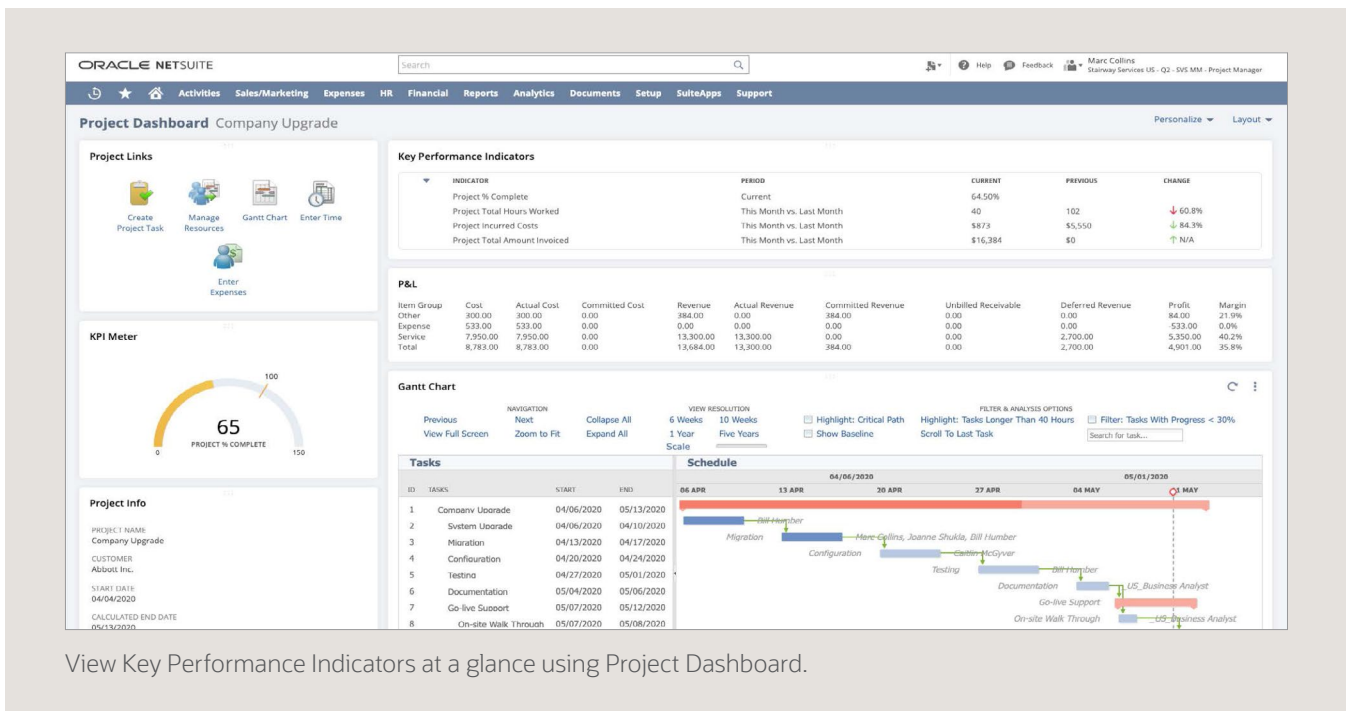 ORACLE NETSUITE
Search
Help
Feedback
Marc Collins
Stairway Services US - Q2 - SVS MM - Project Manager
Activities Sales/Marketing Expenses HR Financial Reports Analytics Documents Setup SuiteApps Support
Project Dashboard Company Upgrade
Personalize Layout
Project Links
Create Project Task
Manage Resources
Gantt Chart
Enter Time
Enter Expenses
KPI Meter
100
65
PROJECT % COMPLETE
0 150
Project Info
PROJECT NAME
Company Upgrade
CUSTOMER
Abbott Inc.
START DATE
04/04/2020
CALCULATED END DATE
05/13/2020
Key Performance Indicators
INDICATOR PERIOD CURRENT PREVIOUS CHANGE
Project % Complete Current 64.50%
Project Total Hours Worked This Month vs. Last Month 40 102 ↓ 60.8%
Project Incurred Costs This Month vs. Last Month $873 $5,550 ↓ 84.3%
Project Total Amount Invoiced This Month vs. Last Month $16,384 $0 ↑ N/A
P&L
Item Group Cost Actual Cost Committed Cost Revenue Actual Revenue Committed Revenue Unbilled Receivable Deferred Revenue Profit Margin
Other 300.00 300.00 0.00 384.00 0.00 384.00 0.00 0.00 84.00 21.9%
Expense 533.00 533.00 0.00 0.00 0.00 0.00 0.00 0.00 -533.00 0.0%
Service 7,950.00 7,950.00 0.00 13,300.00 13,300.00 0.00 0.00 2,700.00 5,350.00 40.2%
Total 8,783.00 8,783.00 0.00 13,684.00 13,300.00 384.00 0.00 2,700.00 4,901.00 35.8%
Gantt Chart
NAVIGATION VIEW RESOLUTION FILTER & ANALYSIS OPTIONS
Previous Next Collapse All 6 Weeks 10 Weeks Highlight: Critical Path Highlight: Tasks Longer Than 40 Hours Filter: Tasks With Progress < 30%
View Full Screen Zoom to Fit Expand All 1 Year Five Years Show Baseline Scroll To Last Task Search for task...
Scale
Tasks Schedule
04/06/2020 05/01/2020
ID TASKS START END 06 APR 13 APR 20 APR 27 APR 04 MAY 1 MAY
1 Company Upgrade 04/06/2020 05/13/2020
2 System Upgrade 04/06/2020 04/10/2020 Bill Humber
3 Migration 04/13/2020 04/17/2020 Migration Marc Collins, Joanne Shukla, Bill Humber
4 Configuration 04/20/2020 04/24/2020 Configuration Caitlin McGyver
5 Testing 04/27/2020 05/01/2020 Testing Bill Humber
6 Documentation 05/04/2020 05/06/2020 Documentation _US_Business Analyst
7 Go-live Support 05/07/2020 05/12/2020 Go-live Support
8 On-site Walk Through 05/07/2020 05/08/2020 On-site Walk Through _US_Business Analyst
View Key Performance Indicators at a glance using Project Dashboard.